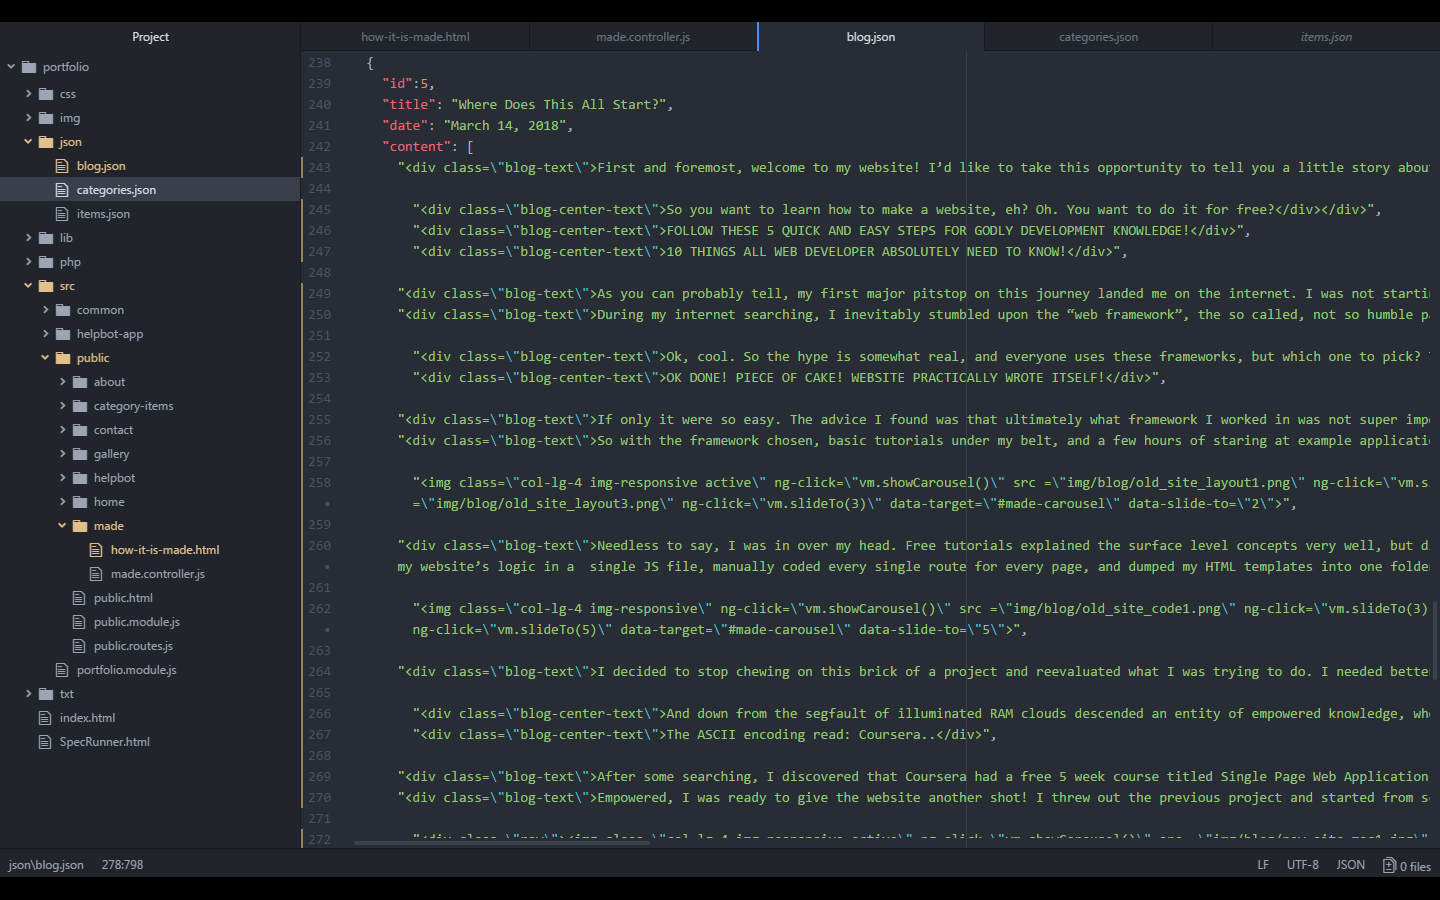 Project
how-it-is-made.html
made.controller.js
blog.json
categories.json
items.json
portfolio
css
img
json
blog.json
categories.json
items.json
lib
php
src
common
helpbot-app
public
about
category-items
contact
gallery
helpbot
home
made
how-it-is-made.html
made.controller.js
public.html
public.module.js
public.routes.js
portfolio.module.js
txt
index.html
SpecRunner.html
238 {
239 "id":5,
240 "title": "Where Does This All Start?",
241 "date": "March 14, 2018",
242 "content": [
243 "<div class=\"blog-text\">First and foremost, welcome to my website! I’d like to take this opportunity to tell you a little story abou
244
245 "<div class=\"blog-center-text\">So you want to learn how to make a website, eh? Oh. You want to do it for free?</div></div>",
246 "<div class=\"blog-center-text\">FOLLOW THESE 5 QUICK AND EASY STEPS FOR GODLY DEVELOPMENT KNOWLEDGE!</div>",
247 "<div class=\"blog-center-text\">10 THINGS ALL WEB DEVELOPER ABSOLUTELY NEED TO KNOW!</div>",
248
249 "<div class=\"blog-text\">As you can probably tell, my first major pitstop on this journey landed me on the internet. I was not starti
250 "<div class=\"blog-text\">During my internet searching, I inevitably stumbled upon the “web framework”, the so called, not so humble p
251
252 "<div class=\"blog-center-text\">Ok, cool. So the hype is somewhat real, and everyone uses these frameworks, but which one to pick?
253 "<div class=\"blog-center-text\">OK DONE! PIECE OF CAKE! WEBSITE PRACTICALLY WROTE ITSELF!</div>",
254
255 "<div class=\"blog-text\">If only it were so easy. The advice I found was that ultimately what framework I worked in was not super imp
256 "<div class=\"blog-text\">So with the framework chosen, basic tutorials under my belt, and a few hours of staring at example applicati
257
258 "<img class=\"col-lg-4 img-responsive active\" ng-click=\"vm.showCarousel()\" src =\"img/blog/old_site_layout1.png\" ng-click=\"vm.s
• =\"img/blog/old_site_layout3.png\" ng-click=\"vm.slideTo(3)\" data-target=\"#made-carousel\" data-slide-to=\"2\">",
259
260 "<div class=\"blog-text\">Needless to say, I was in over my head. Free tutorials explained the surface level concepts very well, but d
• my website’s logic in a  single JS file, manually coded every single route for every page, and dumped my HTML templates into one folde
261
262 "<img class=\"col-lg-4 img-responsive\" ng-click=\"vm.showCarousel()\" src =\"img/blog/old_site_code1.png\" ng-click=\"vm.slideTo(3)
• ng-click=\"vm.slideTo(5)\" data-target=\"#made-carousel\" data-slide-to=\"5\">",
263
264 "<div class=\"blog-text\">I decided to stop chewing on this brick of a project and reevaluated what I was trying to do. I needed bette
265
266 "<div class=\"blog-center-text\">And down from the segfault of illuminated RAM clouds descended an entity of empowered knowledge, wh
267 "<div class=\"blog-center-text\">The ASCII encoding read: Coursera..</div>",
268
269 "<div class=\"blog-text\">After some searching, I discovered that Coursera had a free 5 week course titled Single Page Web Application
270 "<div class=\"blog-text\">Empowered, I was ready to give the website another shot! I threw out the previous project and started from s
271
272
json\blog.json 278:798
LF UTF-8 JSON 0 files